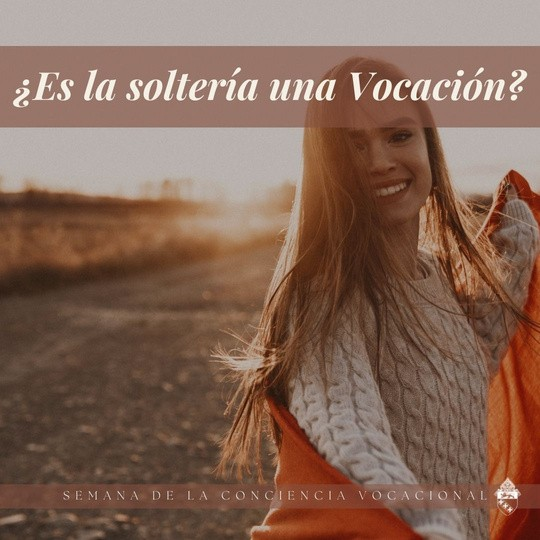 ¿Es la soltería una Vocación?
SEMANA DE LA CONCIENCIA VOCACIONAL